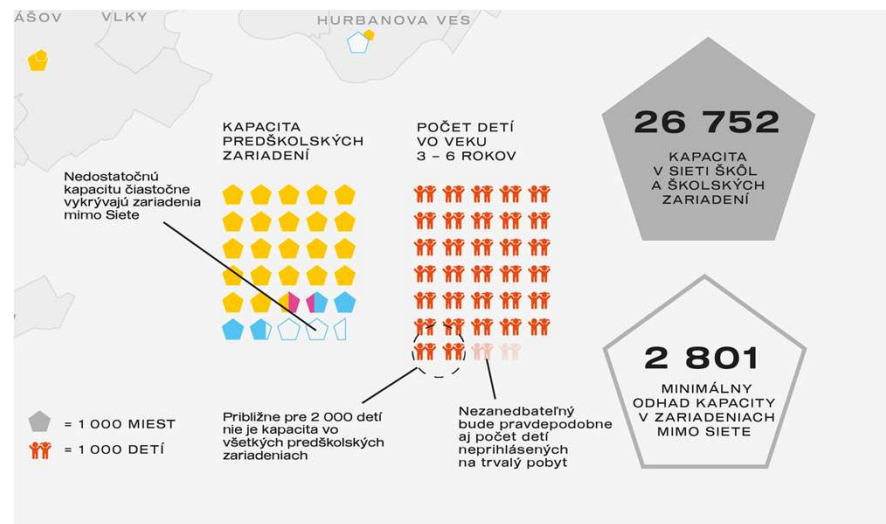 ÁŠOV
VLKY
HURBANOVA VES
KAPACITA
PREDŠKOLSKÝCH
ZARIADENÍ
POČET DETÍ
VO VEKU
3 – 6 ROKOV
26 752
KAPACITA
V SIETI ŠKÔL
A ŠKOLSKÝCH
ZARIADENÍ
Nedostatočnú
kapacitu čiastočne
vykrývajú zariadenia
mimo Siete
2 801
MINIMÁLNY
ODHAD KAPACITY
V ZARIADENIACH
MIMO SIETE
= 1 000 MIEST
= 1 000 DETÍ
Približne pre 2 000 detí
nie je kapacita vo
všetkých predškolských
zariadeniach
Nezanedbateľný
bude pravdepodobne
aj počet detí
neprihlásených
na trvalý pobyt